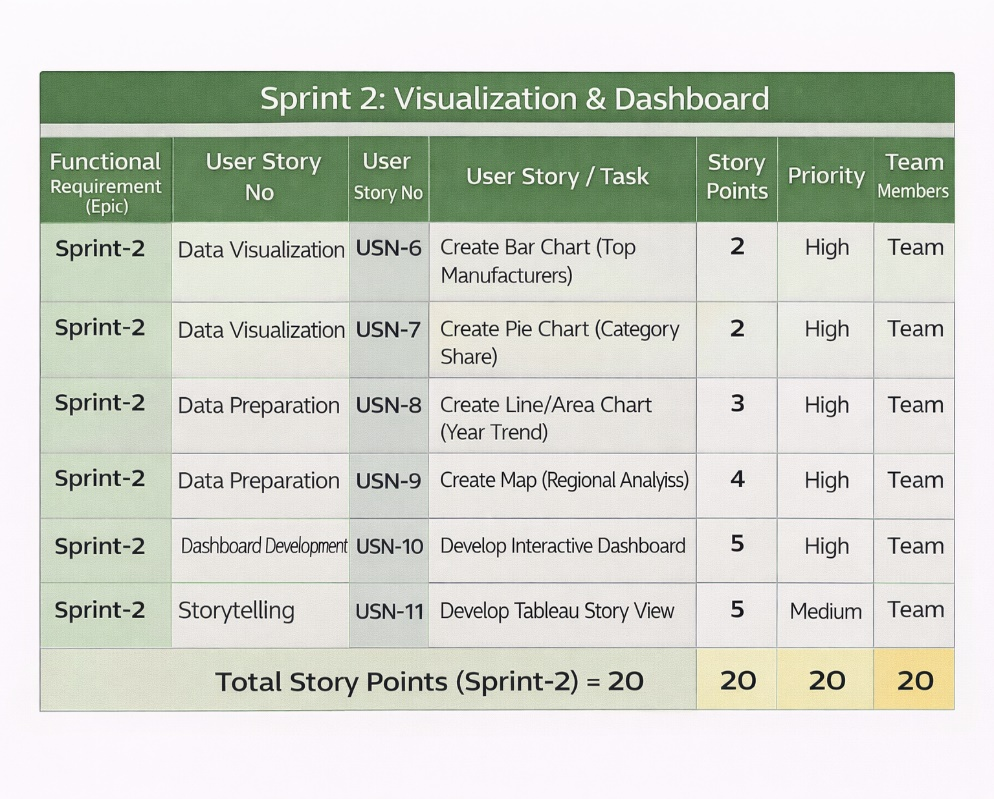 Sprint 2: Visualization & Dashboard
Functional Requirement (Epic) User Story No User Story No User Story / Task Story Points Priority Team Members
Sprint-2 Data Visualization USN-6 Create Bar Chart (Top Manufacturers) 2 High Team
Sprint-2 Data Visualization USN-7 Create Pie Chart (Category Share) 2 High Team
Sprint-2 Data Preparation USN-8 Create Line/Area Chart (Year Trend) 3 High Team
Sprint-2 Data Preparation USN-9 Create Map (Regional Analyiss) 4 High Team
Sprint-2 Dashboard Development USN-10 Develop Interactive Dashboard 5 High Team
Sprint-2 Storytelling USN-11 Develop Tableau Story View 5 Medium Team
Total Story Points (Sprint-2) = 20 20 20 20